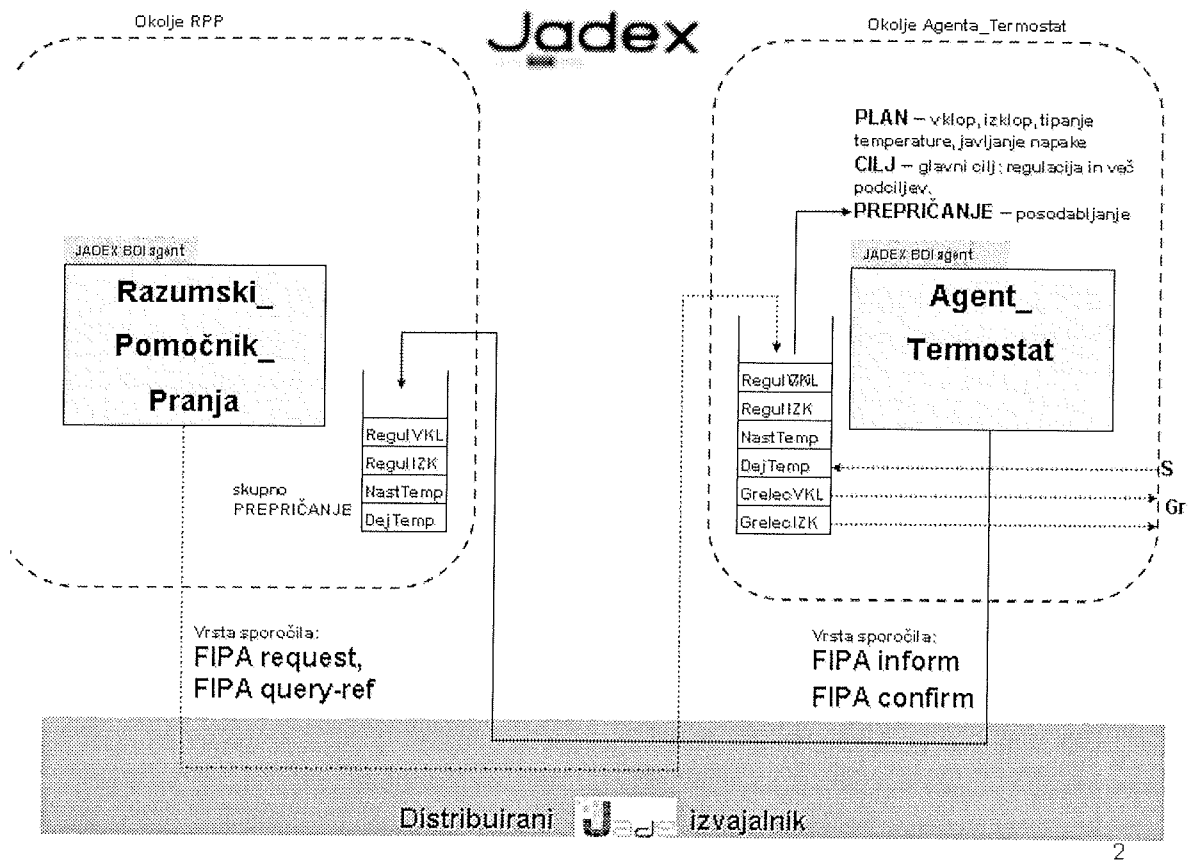 Okolje RPP
Jadex
Okolje Agenta_Termostat
PLAN – vklop, izklop, tipanje
temperature, javljanje napake
CILJ – glavni cilj: regulacija in več
podciljev,
PREPRIČANJE – posodabljanje
JADEX BDI agent
Razumski_
Pomočnik_
Pranja
RegulVKL
RegulIZK
NastTemp
DejTemp
skupno
PREPRIČANJE
JADEX BDI agent
Agent_
Termostat
RegulIZK
NastTemp
DejTemp
GrelecVKL
GrelecIZK
S
Gr
Vrsta sporočila:
FIPA request,
FIPA query-ref
Vrsta sporočila:
FIPA inform
FIPA confirm
Distribuirani Jade izvajalnik
2